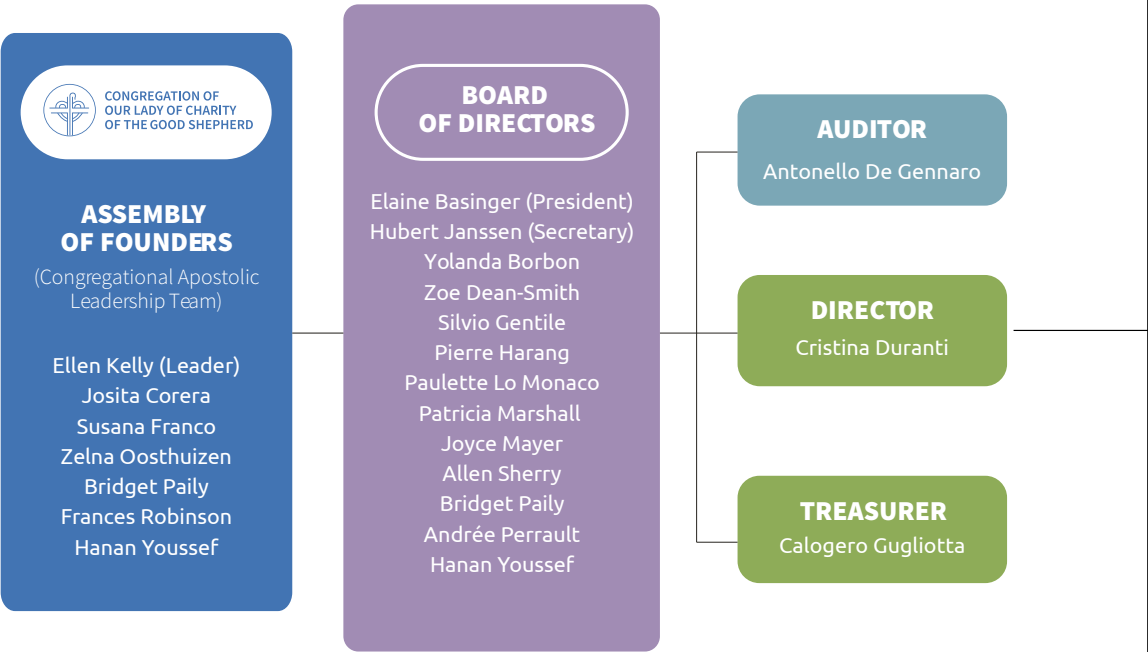 CONGREGATION OF
OUR LADY OF CHARITY
OF THE GOOD SHEPHERD
ASSEMBLY
OF FOUNDERS
(Congregational Apostolic
Leadership Team)
Ellen Kelly (Leader)
Josita Corera
Susana Franco
Zelna Oosthuizen
Bridget Paily
Frances Robinson
Hanan Youssef
BOARD
OF DIRECTORS
Elaine Basinger (President)
Hubert Janssen (Secretary)
Yolanda Borbon
Zoe Dean-Smith
Silvio Gentile
Pierre Harang
Paulette Lo Monaco
Patricia Marshall
Joyce Mayer
Allen Sherry
Bridget Paily
Andrée Perrault
Hanan Youssef
AUDITOR
Antonello De Gennaro
DIRECTOR
Cristina Duranti
TREASURER
Calogero Gugliotta